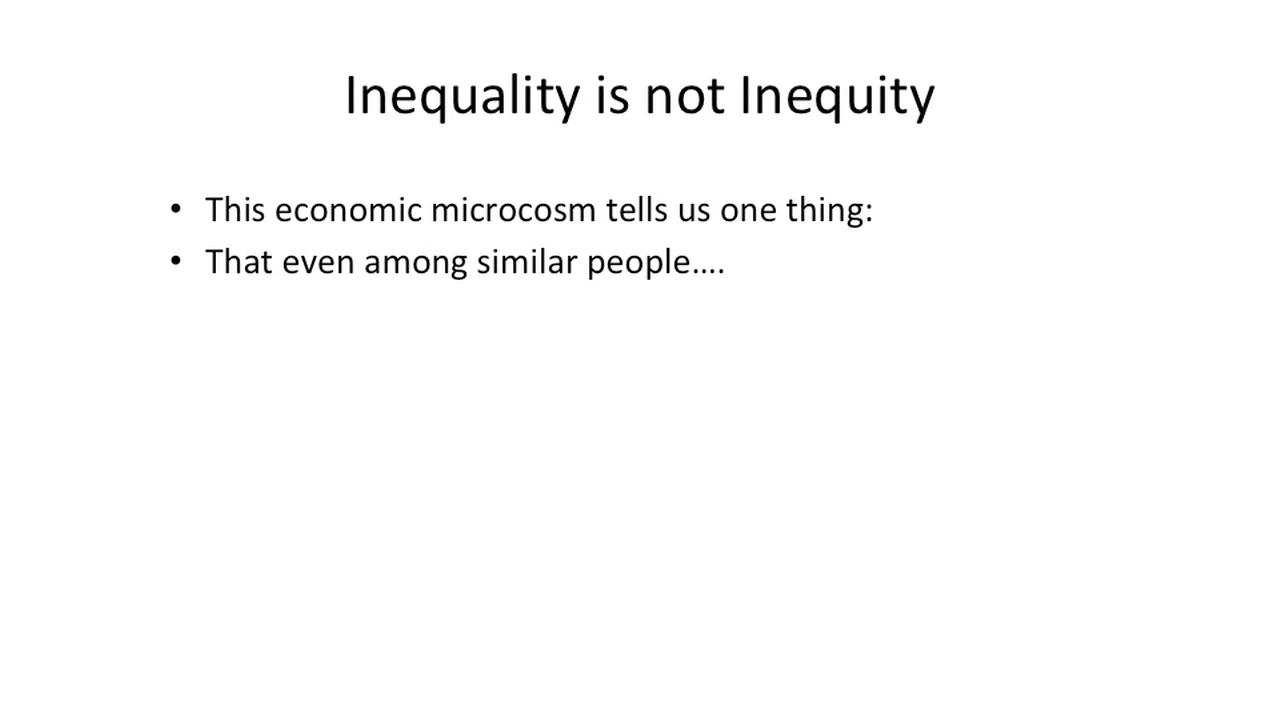 Inequality is not Inequity
• This economic microcosm tells us one thing:
• That even among similar people….